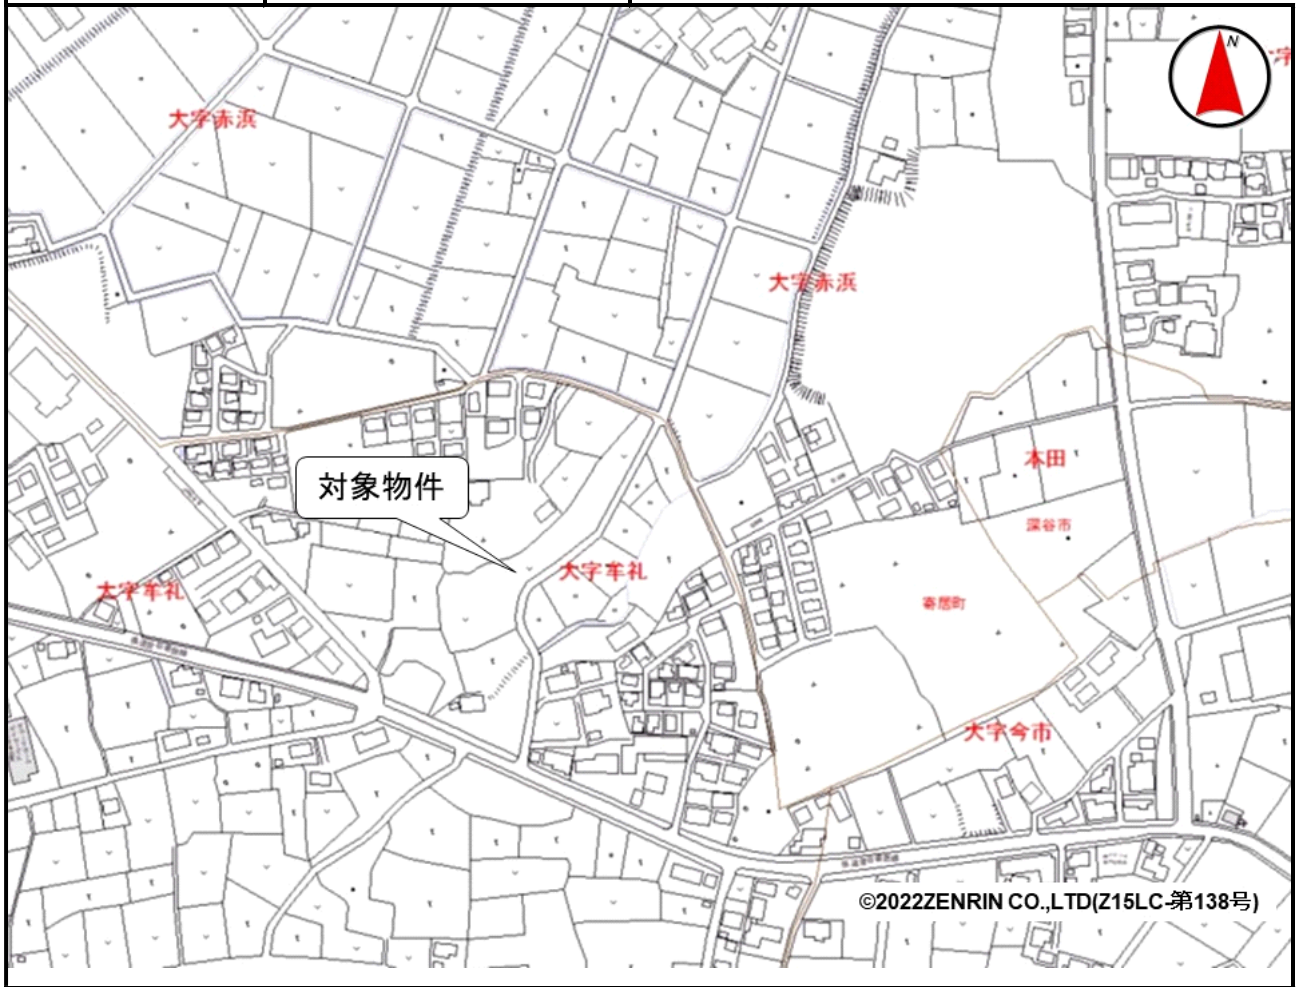 N
大字赤浜
大字赤浜
本田
対象物件
深谷市
大字牟礼
大字牟礼
寄居町
大字今市
©2022ZENRIN CO.,LTD(Z15LC-第138号)